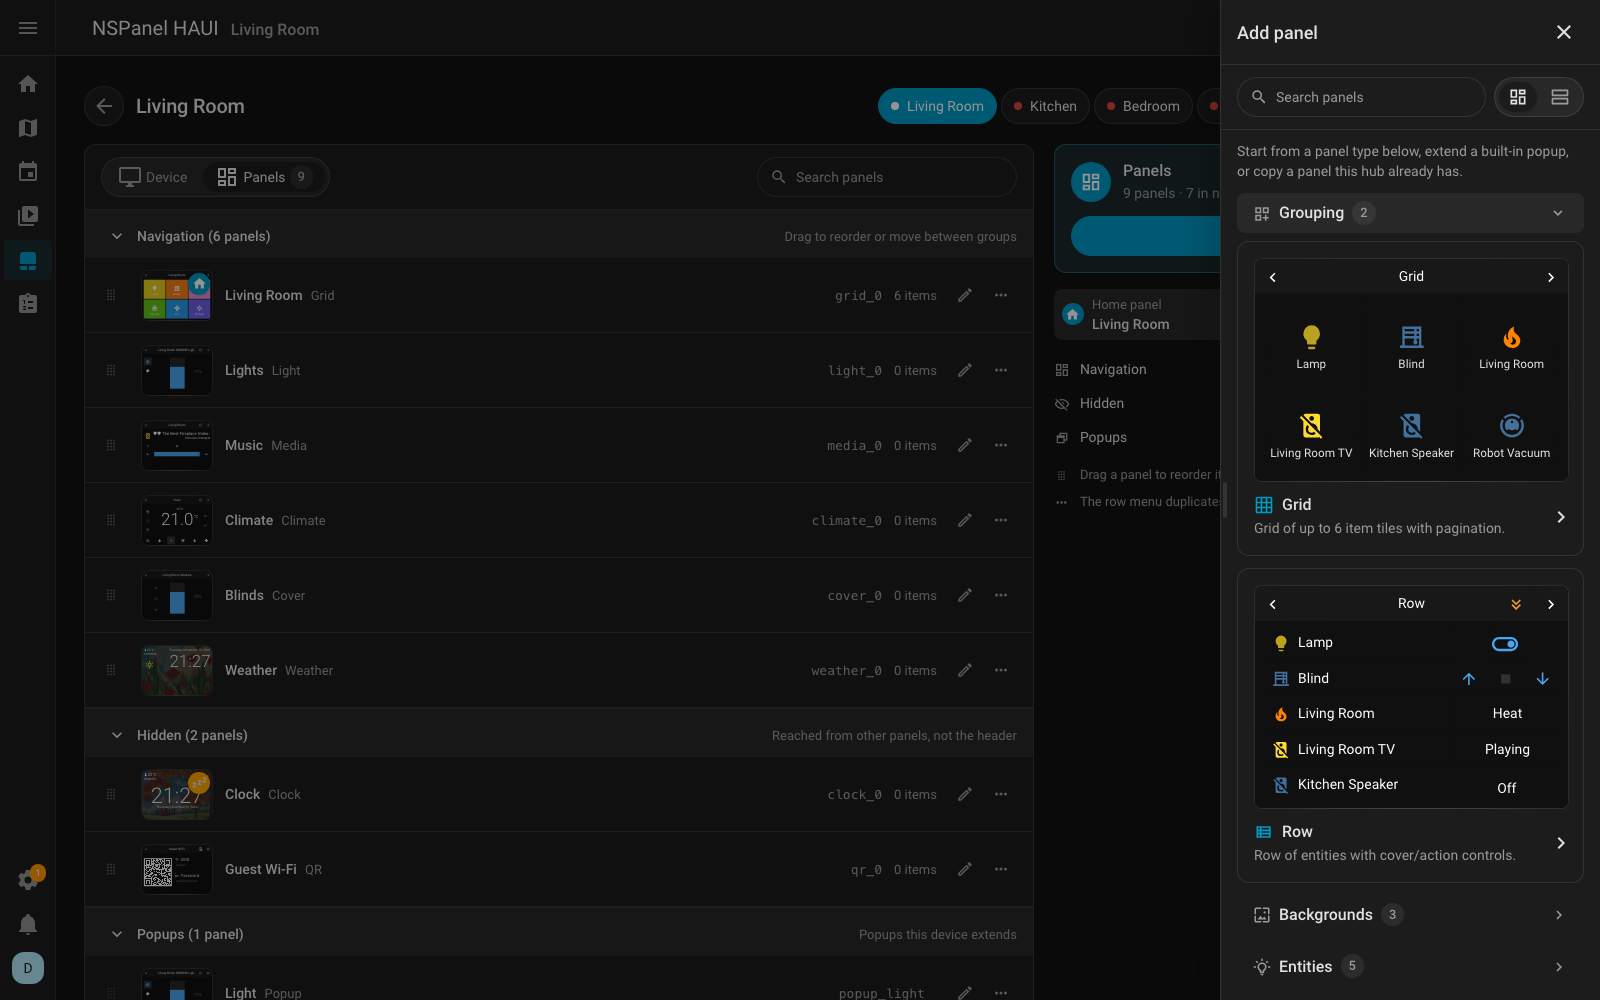 NSPanel HAUI Living Room
Living Room
Living Room
Kitchen
Bedroom
Device
Panels 9
Search panels
Navigation (6 panels)
Drag to reorder or move between groups
Living Room Grid
grid_0 6 items
Lights Light
light_0 0 items
Music Media
media_0 0 items
21.0
Climate Climate
climate_0 0 items
Blinds Cover
cover_0 0 items
21:27
Weather Weather
weather_0 0 items
Hidden (2 panels)
Reached from other panels, not the header
21:27
Clock Clock
clock_0 0 items
Guest Wi-Fi QR
qr_0 0 items
Popups (1 panel)
Popups this device extends
Light Popup
popup_light
1
D
Panels
9 panels · 7 in n
Home panel
Living Room
Navigation
Hidden
Popups
Drag a panel to reorder it
The row menu duplicates
Add panel
Search panels
Start from a panel type below, extend a built-in popup,
or copy a panel this hub already has.
Grouping 2
Grid
Lamp
Blind
Living Room
Living Room TV
Kitchen Speaker
Robot Vacuum
Grid
Grid of up to 6 item tiles with pagination.
Row
Lamp
Blind
Living Room Heat
Living Room TV Playing
Kitchen Speaker Off
Row
Row of entities with cover/action controls.
Backgrounds 3
Entities 5